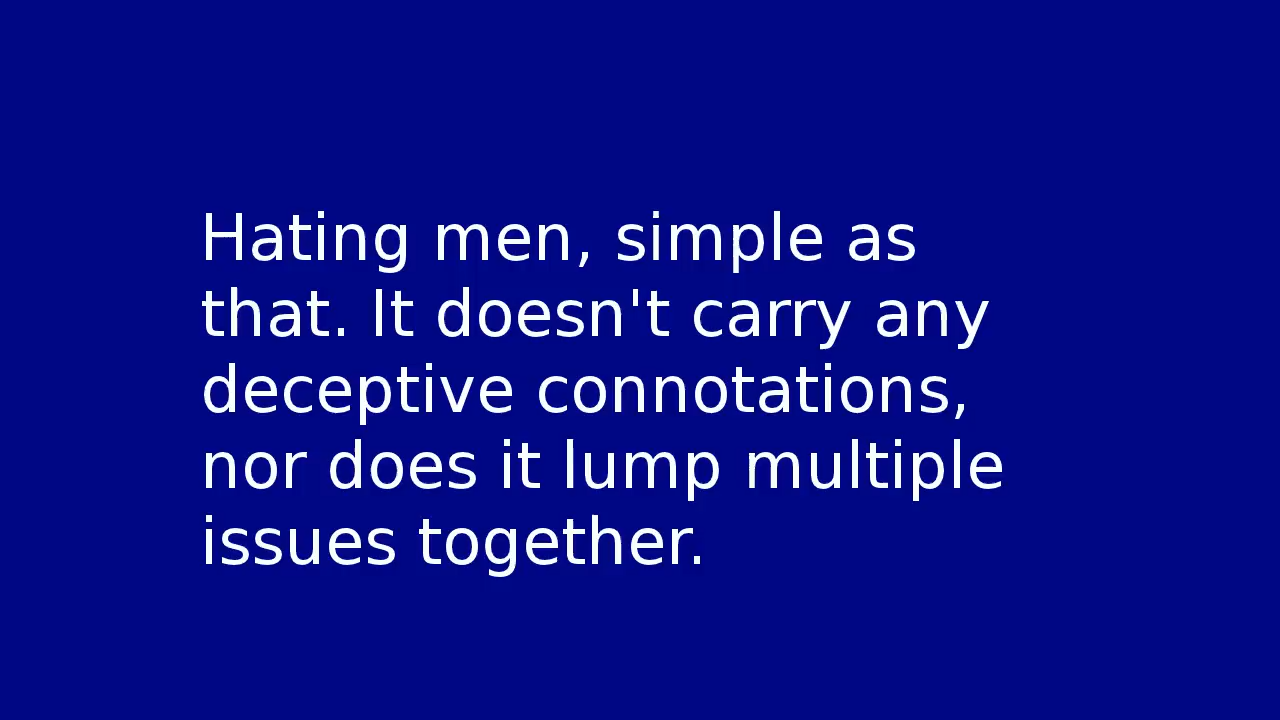 Hating men, simple as
that. It doesn't carry any
deceptive connotations,
nor does it lump multiple
issues together.